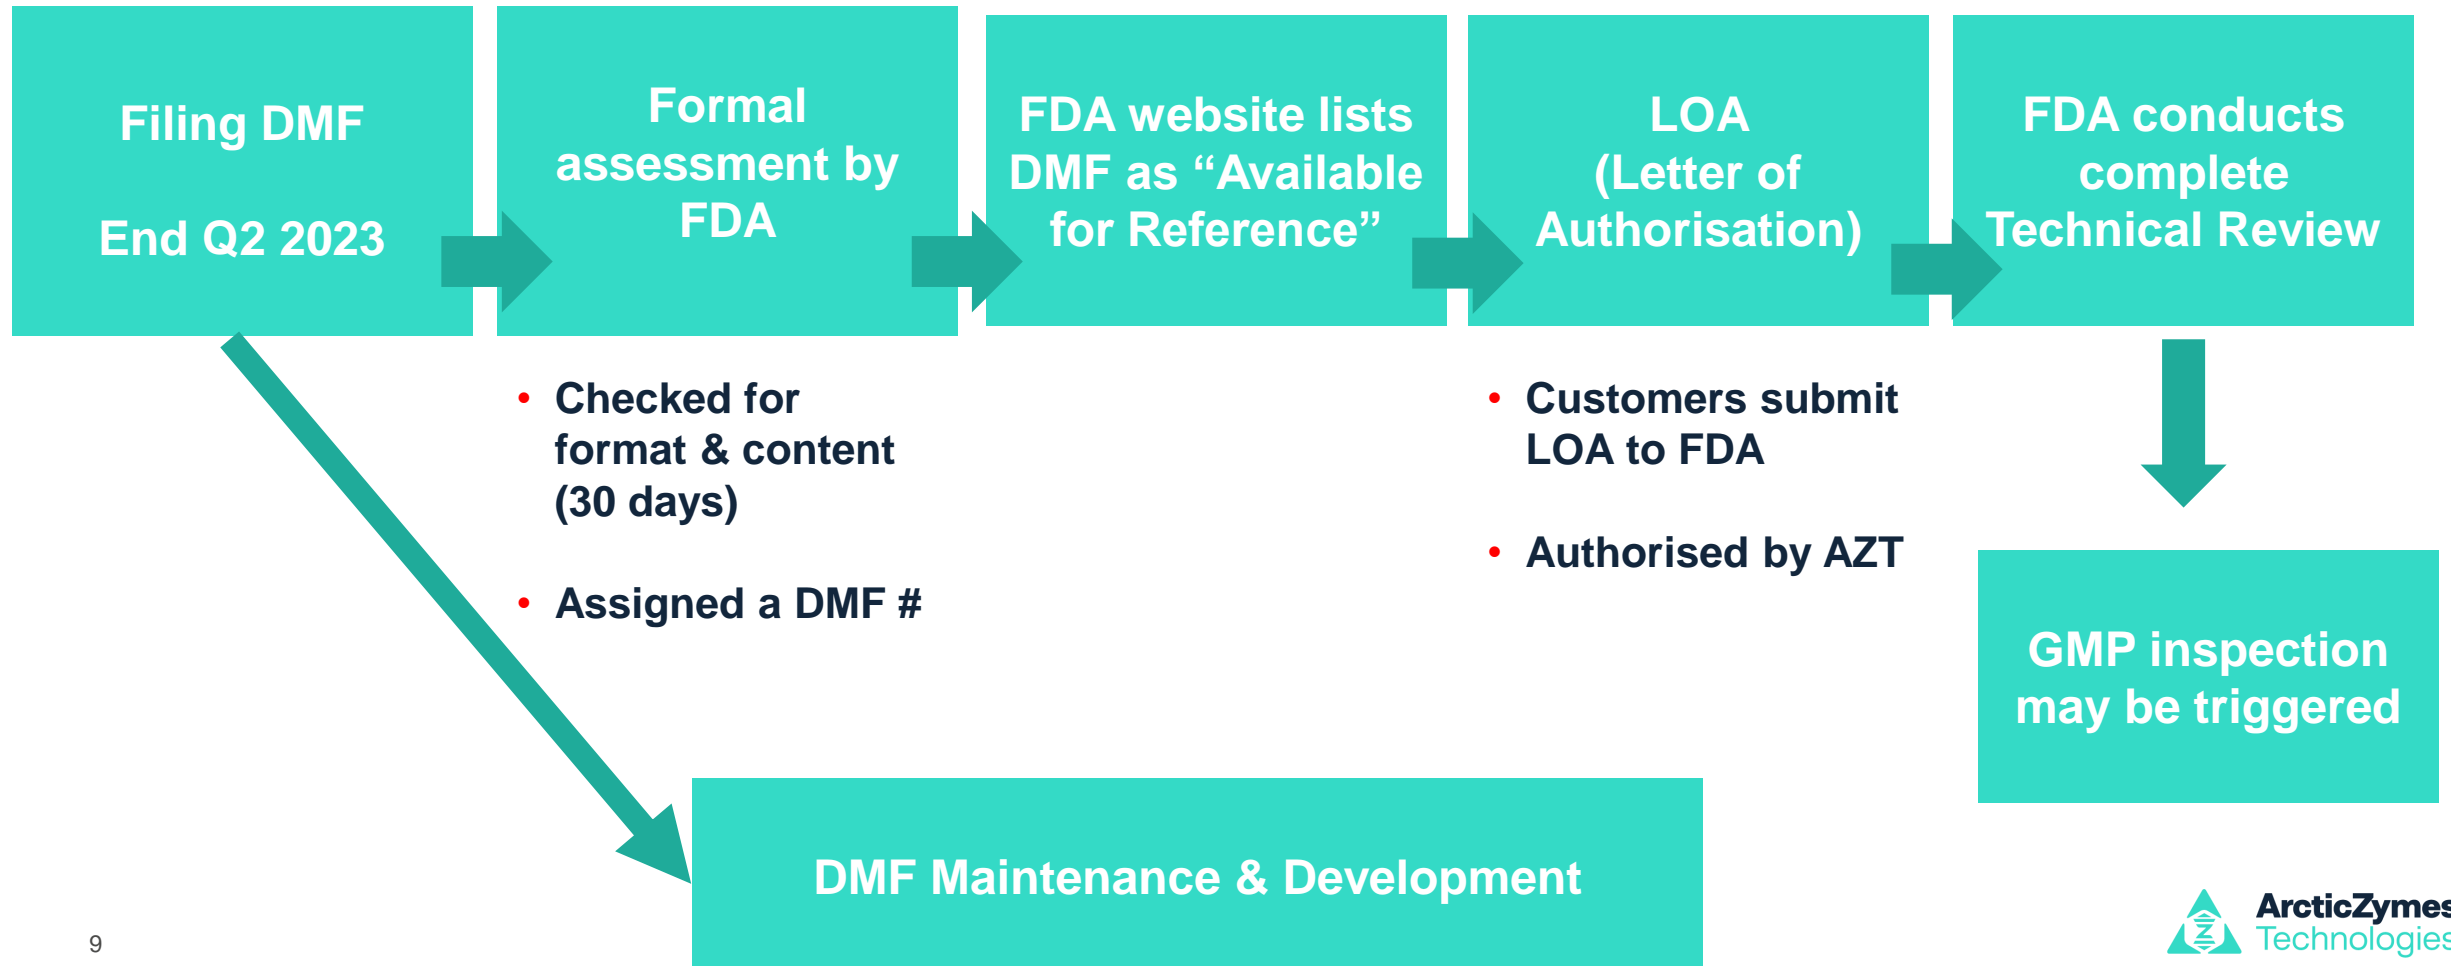 Filing DMF
End Q2 2023
Formal
assessment by
FDA
FDA website lists
DMF as “Available
for Reference”
LOA
(Letter of
Authorisation)
FDA conducts
complete
Technical Review
• Checked for
format & content
(30 days)
• Assigned a DMF #
• Customers submit
LOA to FDA
• Authorised by AZT
GMP inspection
may be triggered
DMF Maintenance & Development
9
ArcticZymes
Technologies